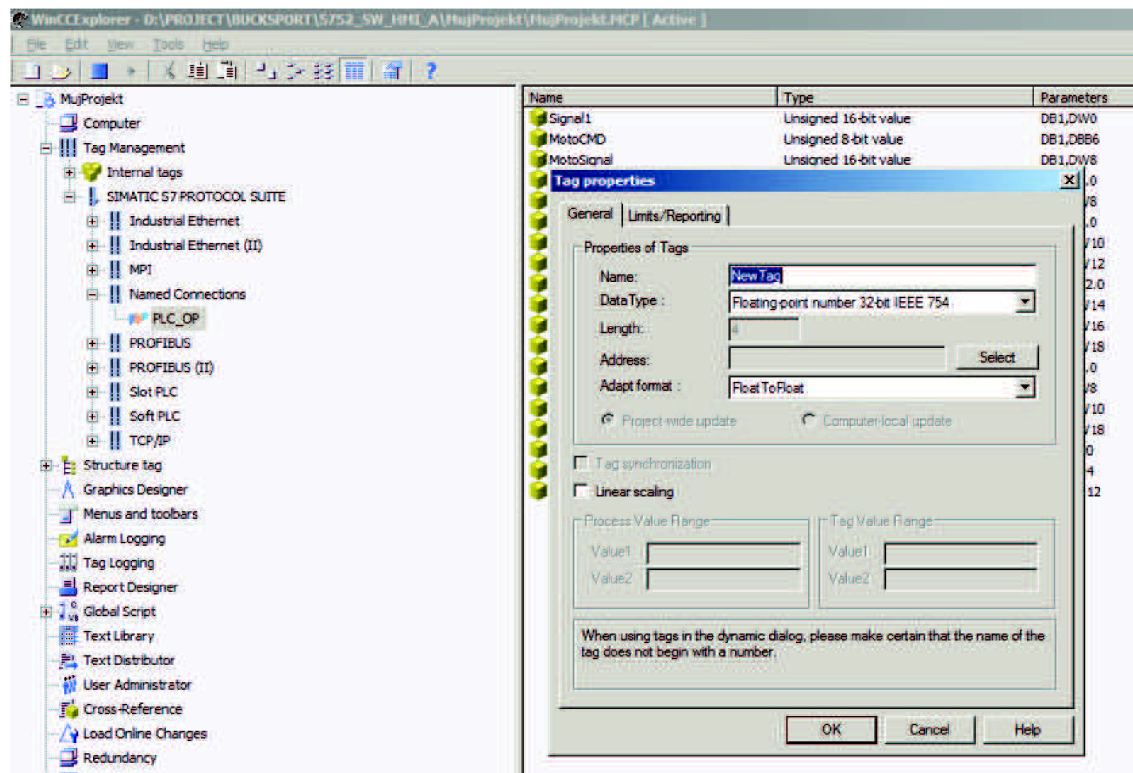 WinCCExplorer - D:\PROJECT\BUCKSPORT\S752_SW_HMI_A\MujProjekt\MujProjekt.MCP [ Active ]
File Edit View Tools Help
MujProjekt
Computer
Tag Management
Internal tags
SIMATIC S7 PROTOCOL SUITE
Industrial Ethernet
Industrial Ethernet (II)
MPI
Named Connections
PLC_OP
PROFIBUS
PROFIBUS (II)
Slot PLC
Soft PLC
TCP/IP
Structure tag
Graphics Designer
Menus and toolbars
Alarm Logging
Tag Logging
Report Designer
Global Script
Text Library
Text Distributor
User Administrator
Cross-Reference
Load Online Changes
Redundancy
Name Type Parameters
Signal1 Unsigned 16-bit value DB1,DW0
MotoCMD Unsigned 8-bit value DB1,DBB6
MotoSignal Unsigned 16-bit value DB1,DW8
Tag properties
General Limits/Reporting
Properties of Tags
Name: NewTag
DataType : Floating-point number 32-bit IEEE 754
Length: 4
Address: Select
Adapt format : FloatToFloat
Project-wide update Computer-local update
Tag synchronization
Linear scaling
Process Value Range Tag Value Range
Value1 Value1
Value2 Value2
When using tags in the dynamic dialog, please make certain that the name of the
tag does not begin with a number.
OK Cancel Help